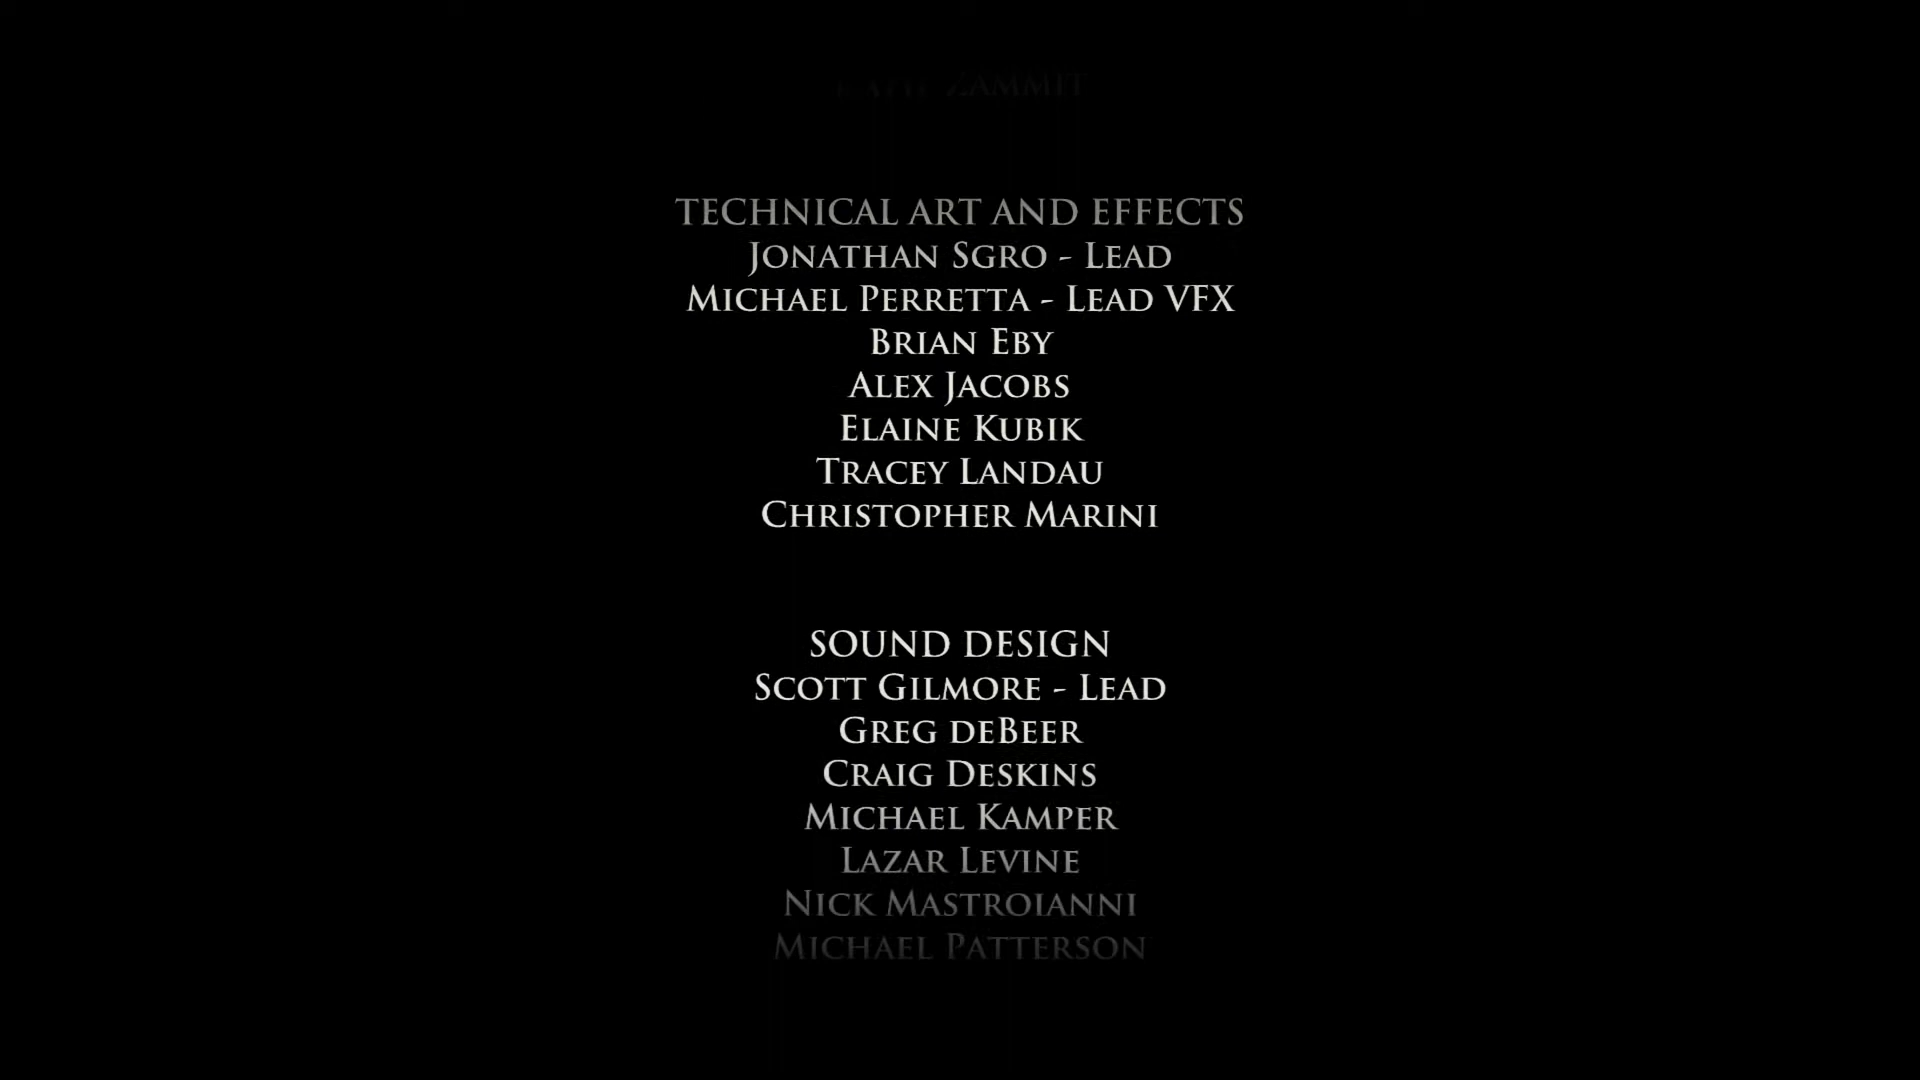 Zammit
TECHNICAL ART AND EFFECTS
Jonathan Sgro - Lead
Michael Perretta - Lead VFX
Brian Eby
Alex Jacobs
Elaine Kubik
Tracey Landau
Christopher Marini
SOUND DESIGN
Scott Gilmore - Lead
Greg deBeer
Craig Deskins
Michael Kamper
Lazar Levine
Nick Mastroianni
Michael Patterson